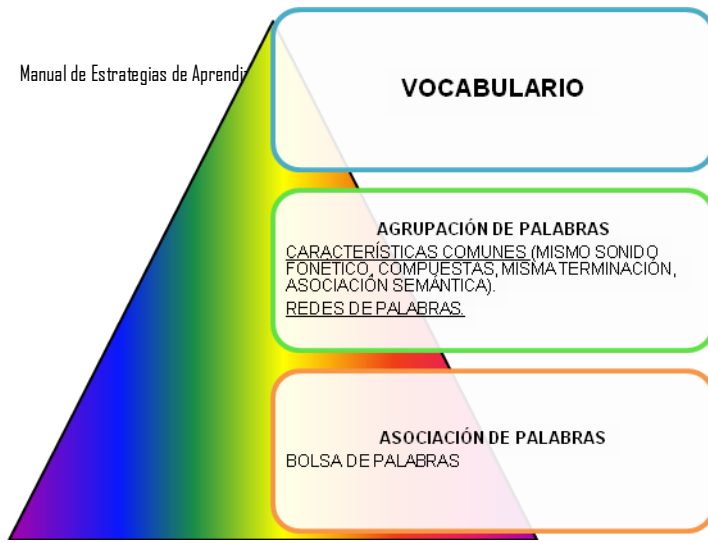 Manual de Estrategias de Aprendiz
VOCABULARIO
AGRUPACIÓN DE PALABRAS
CARACTERÍSTICAS COMUNES (MISMO SONIDO
FONÉTICO, COMPUESTAS, MISMA TERMINACIÓN,
ASOCIACIÓN SEMÁNTICA).
REDES DE PALABRAS.
ASOCIACIÓN DE PALABRAS
BOLSA DE PALABRAS